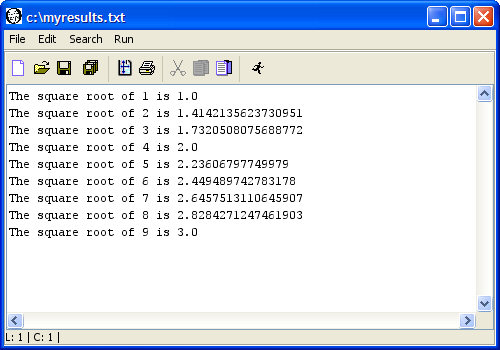 c:\myresults.txt
File Edit Search Run
The square root of 1 is 1.0
The square root of 2 is 1.4142135623730951
The square root of 3 is 1.7320508075688772
The square root of 4 is 2.0
The square root of 5 is 2.23606797749979
The square root of 6 is 2.449489742783178
The square root of 7 is 2.6457513110645907
The square root of 8 is 2.8284271247461903
The square root of 9 is 3.0
L: 1 | C: 1 |